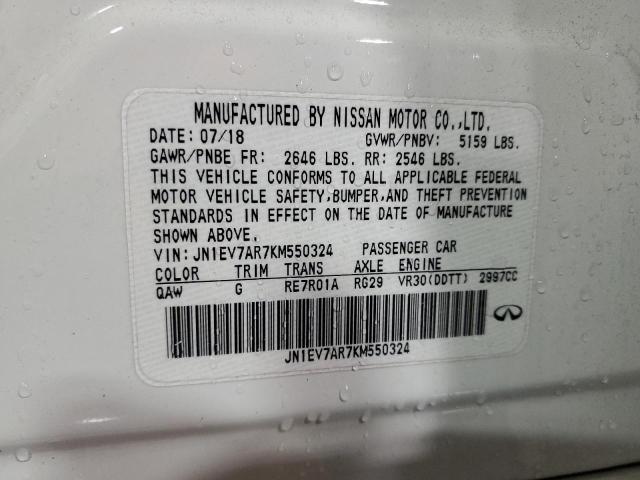 MANUFACTURED BY NISSAN MOTOR CO.,LTD.
DATE: 07/18 GVWR/PNBV: 5159 LBS.
GAWR/PNBE FR: 2646 LBS. RR: 2546 LBS.
THIS VEHICLE CONFORMS TO ALL APPLICABLE FEDERAL
MOTOR VEHICLE SAFETY,BUMPER,AND THEFT PREVENTION
STANDARDS IN EFFECT ON THE DATE OF MANUFACTURE
SHOWN ABOVE.
VIN: JN1EV7AR7KM550324 PASSENGER CAR
COLOR TRIM TRANS AXLE ENGINE
QAW G RE7R01A RG29 VR30(DDTT) 2997CC
JN1EV7AR7KM550324